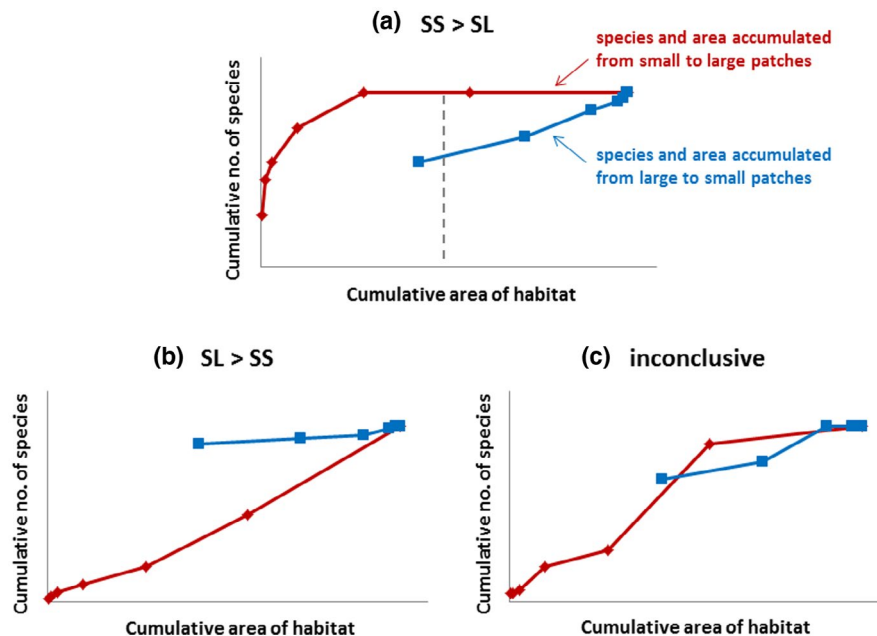 (a) SS > SL
species and area accumulated
from small to large patches
species and area accumulated
from large to small patches
Cumulative no. of species
Cumulative area of habitat
(b) SL > SS
Cumulative no. of species
Cumulative area of habitat
(c) inconclusive
Cumulative no. of species
Cumulative area of habitat